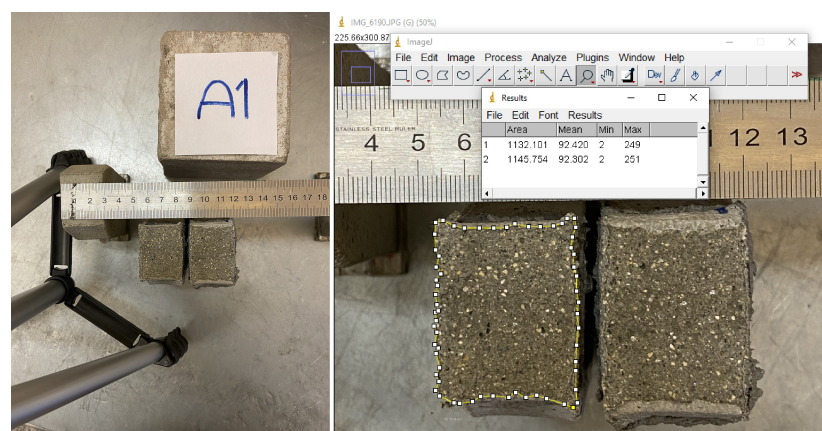 A1
1 2 3 4 5 6 7 8 9 10 11 12 13 14 15 16 17 18
IMG_6190.JPG (G) (50%)
225.66x300.87
ImageJ
File Edit Image Process Analyze Plugins Window Help
Dev
Results
File Edit Font Results
Area Mean Min Max
1 1132.101 92.420 2 249
2 1145.754 92.302 2 251
STAINLESS STEEL RULER
4 5 6 12 13